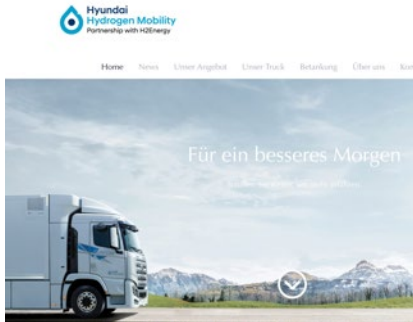 Hyundai
Hydrogen Mobility
Partnership with H2Energy
Home News Unser Angebot Unser Truck Betankung Über uns
Für ein besseres Morgen